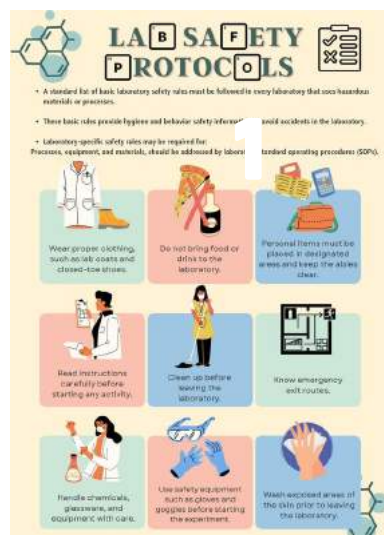 LAB SAFETY
PROTOCOLS
• A standard list of basic laboratory safety rules must be followed in every laboratory that uses hazardous
materials or processes.
• These basic rules provide hygiene and behavior safety avoid accidents in the laboratory.
• Laboratory-specific safety rules may be required for:
Processes, equipment, and materials, should be addressed by standard operating procedures (SOPs).
1
Wear proper clothing,
such as lab coats and
closed-toe shoes.
Do not bring food or
drink to the
laboratory.
Personal items must be
placed in designated
areas and keep the aisles
clear.
Read instructions
carefully before
starting any activity.
Clean up before
leaving the
laboratory.
Know emergency
exit routes.
Handle chemicals,
glassware, and
equipment with care.
Use safety equipment
such as gloves and
goggles before starting
the experiment.
Wash exposed areas of
the skin prior to leaving
the laboratory.